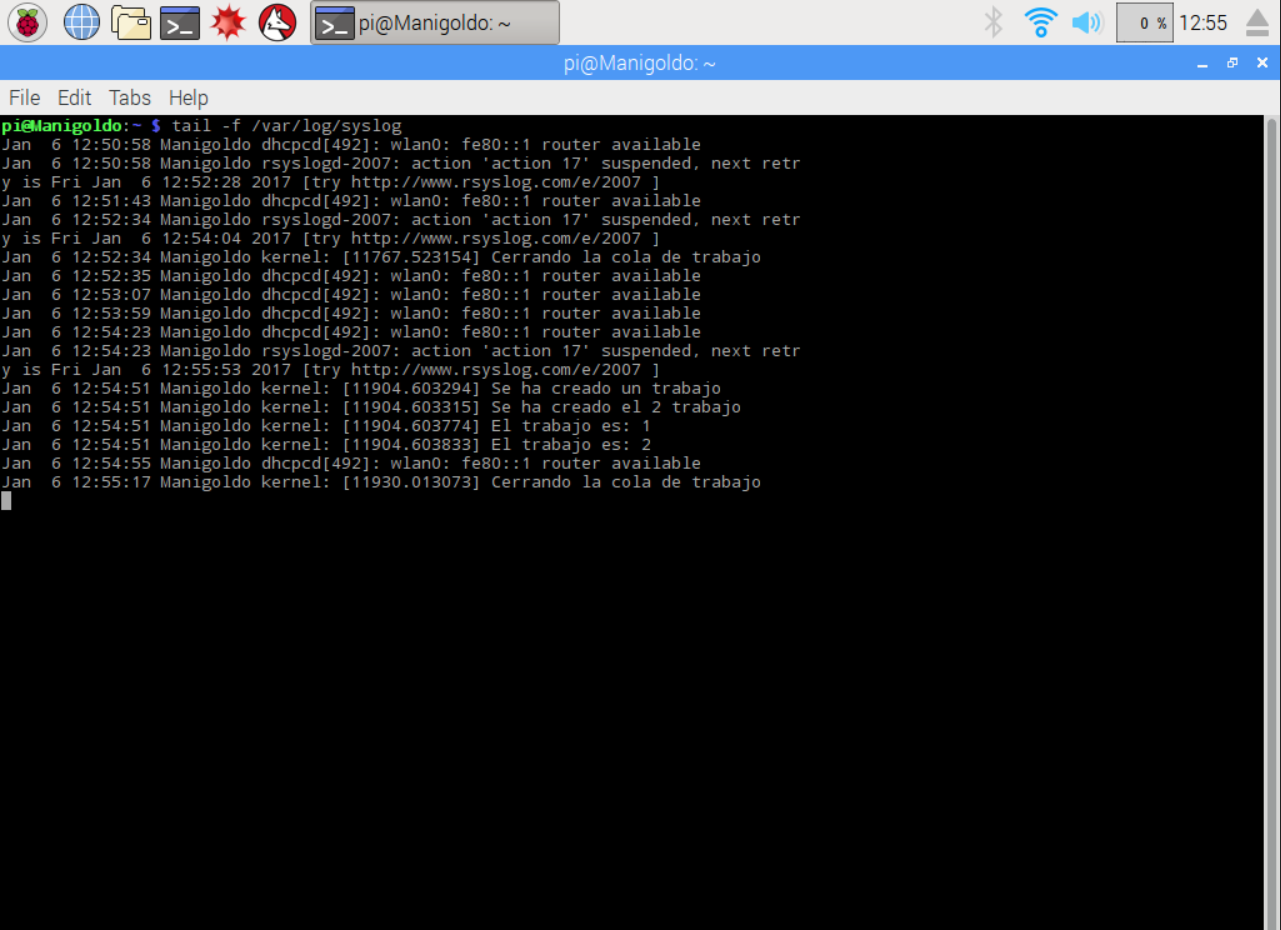 pi@Manigoldo: ~
0 %
12:55
pi@Manigoldo: ~
File Edit Tabs Help
pi@Manigoldo:~ $ tail -f /var/log/syslog
Jan  6 12:50:58 Manigoldo dhcpcd[492]: wlan0: fe80::1 router available
Jan  6 12:50:58 Manigoldo rsyslogd-2007: action 'action 17' suspended, next retr
y is Fri Jan  6 12:52:28 2017 [try http://www.rsyslog.com/e/2007 ]
Jan  6 12:51:43 Manigoldo dhcpcd[492]: wlan0: fe80::1 router available
Jan  6 12:52:34 Manigoldo rsyslogd-2007: action 'action 17' suspended, next retr
y is Fri Jan  6 12:54:04 2017 [try http://www.rsyslog.com/e/2007 ]
Jan  6 12:52:34 Manigoldo kernel: [11767.523154] Cerrando la cola de trabajo
Jan  6 12:52:35 Manigoldo dhcpcd[492]: wlan0: fe80::1 router available
Jan  6 12:53:07 Manigoldo dhcpcd[492]: wlan0: fe80::1 router available
Jan  6 12:53:59 Manigoldo dhcpcd[492]: wlan0: fe80::1 router available
Jan  6 12:54:23 Manigoldo dhcpcd[492]: wlan0: fe80::1 router available
Jan  6 12:54:23 Manigoldo rsyslogd-2007: action 'action 17' suspended, next retr
y is Fri Jan  6 12:55:53 2017 [try http://www.rsyslog.com/e/2007 ]
Jan  6 12:54:51 Manigoldo kernel: [11904.603294] Se ha creado un trabajo
Jan  6 12:54:51 Manigoldo kernel: [11904.603315] Se ha creado el 2 trabajo
Jan  6 12:54:51 Manigoldo kernel: [11904.603774] El trabajo es: 1
Jan  6 12:54:51 Manigoldo kernel: [11904.603833] El trabajo es: 2
Jan  6 12:54:55 Manigoldo dhcpcd[492]: wlan0: fe80::1 router available
Jan  6 12:55:17 Manigoldo kernel: [11930.013073] Cerrando la cola de trabajo